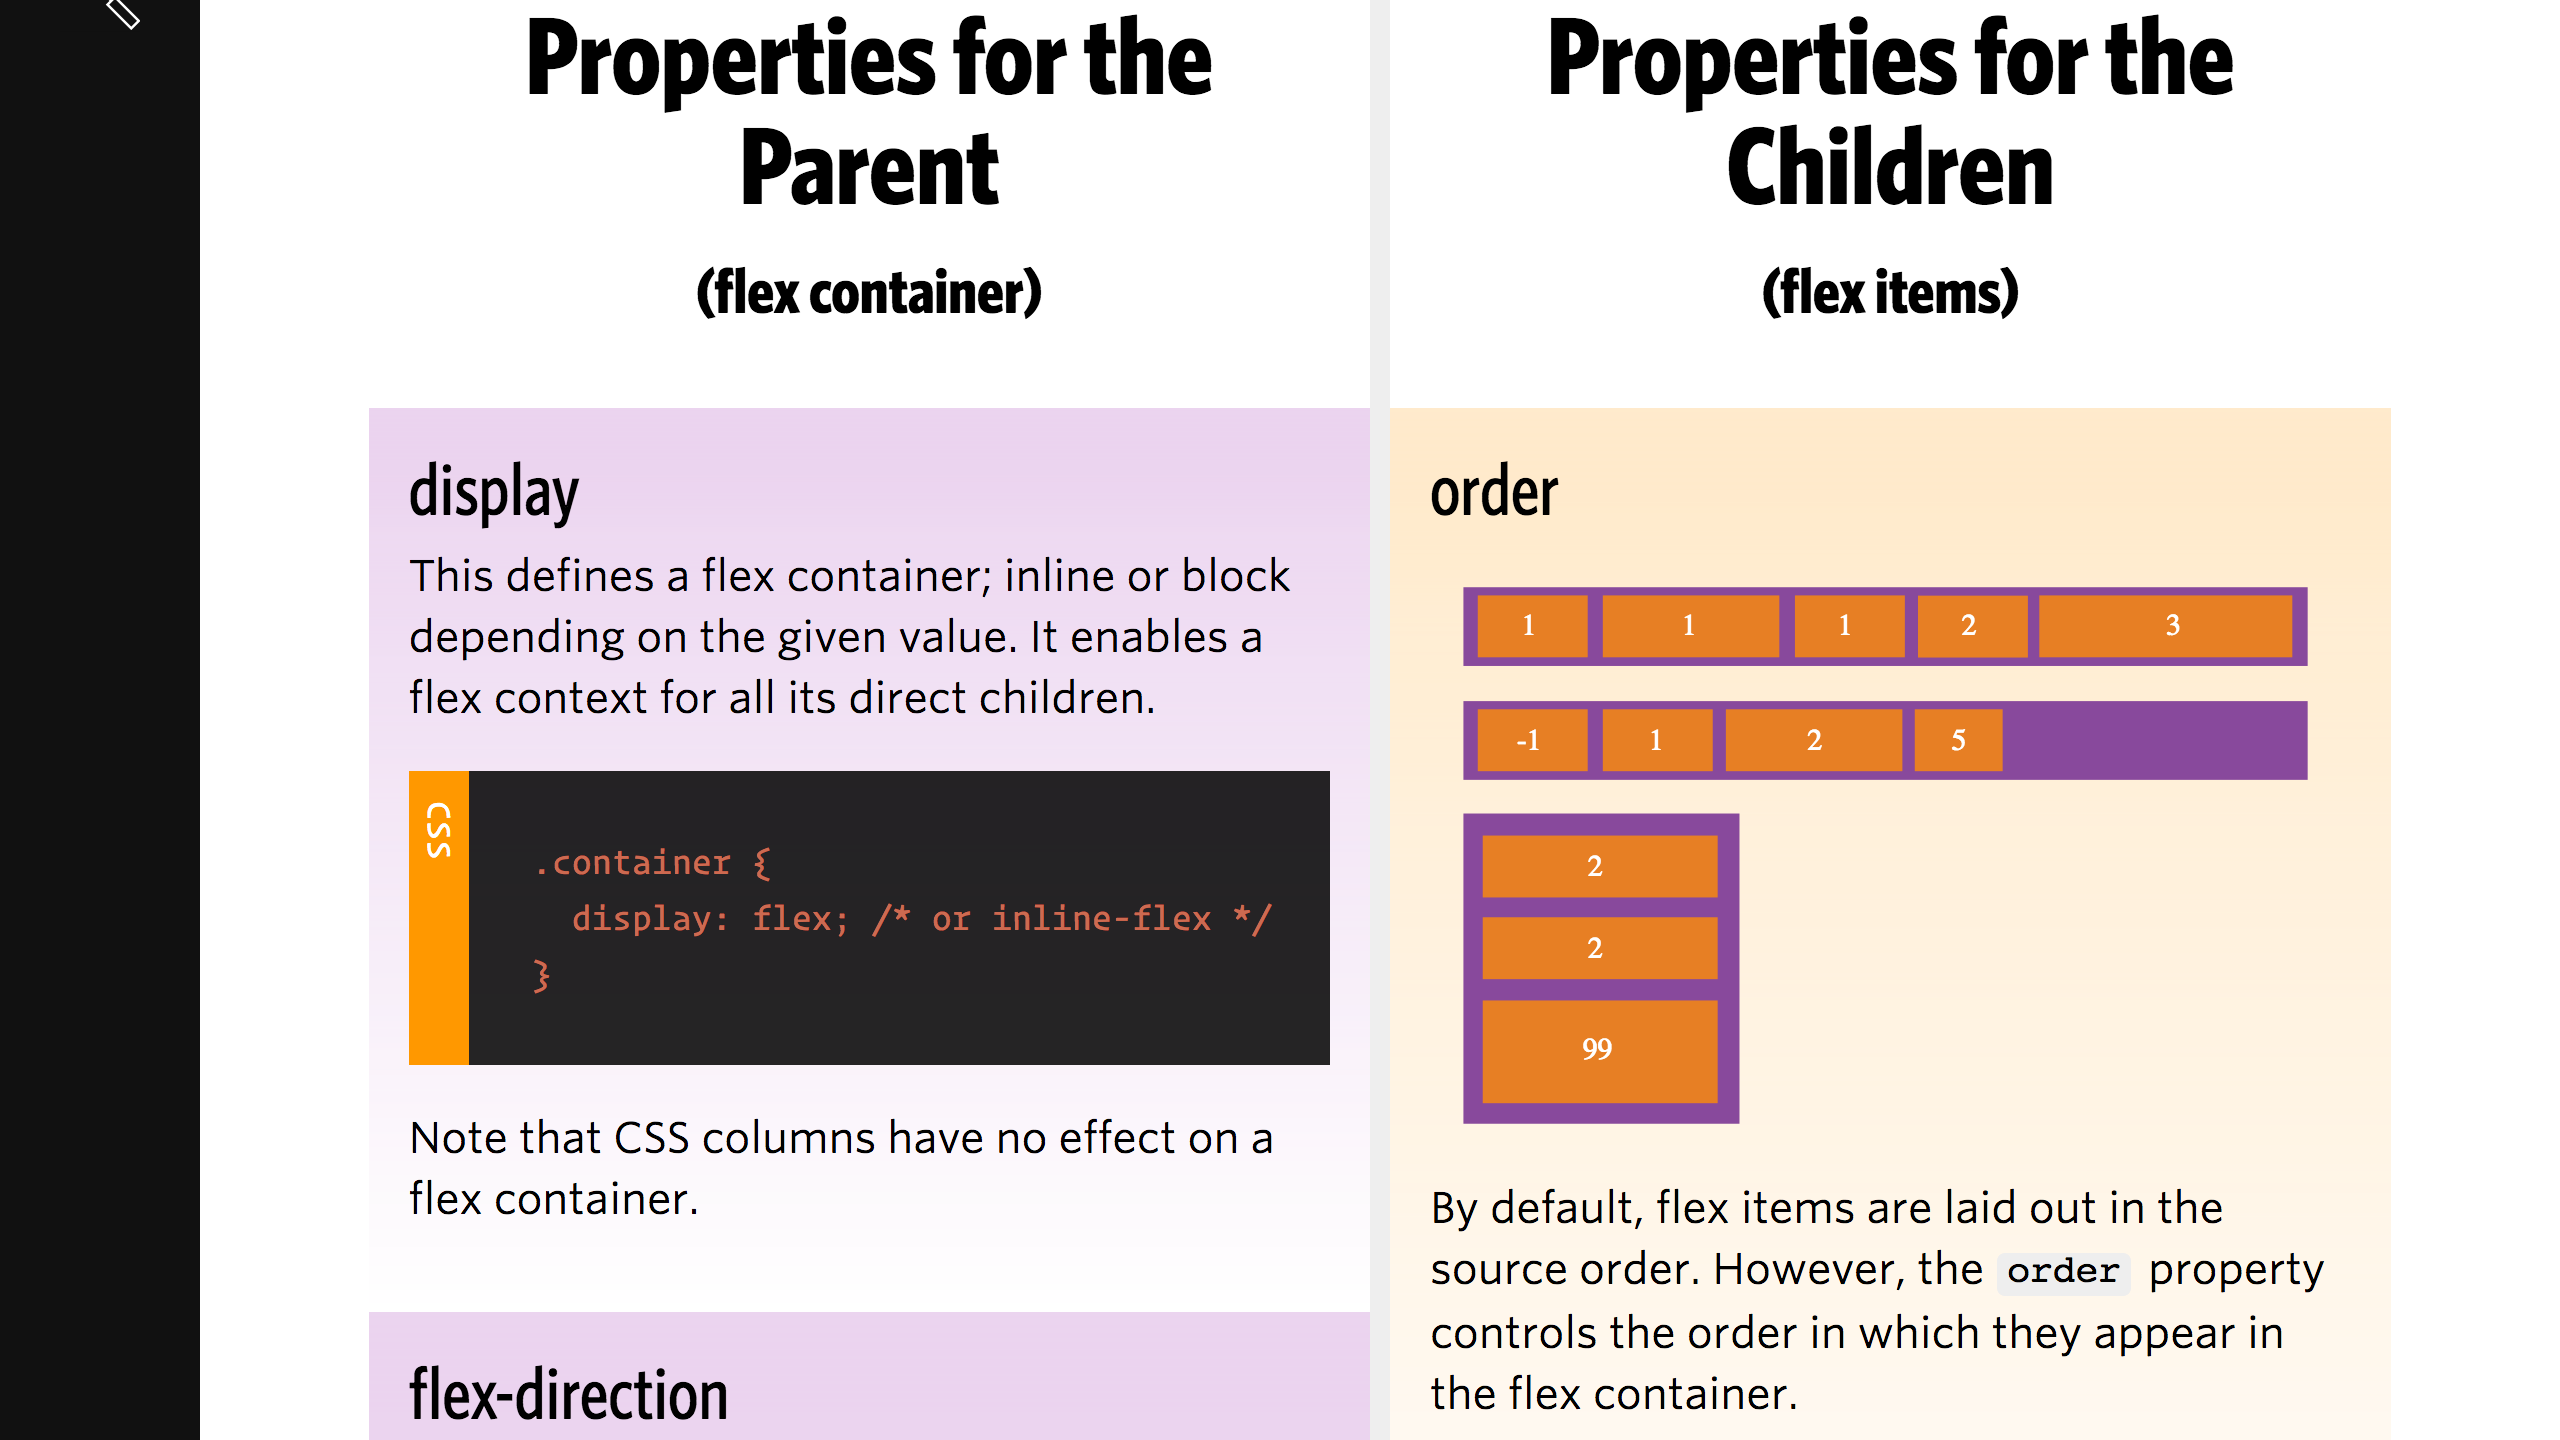 Properties for the
Parent
(flex container)
display
This defines a flex container; inline or block
depending on the given value. It enables a
flex context for all its direct children.
CSS
.container {
  display: flex; /* or inline-flex */
}
Note that CSS columns have no effect on a
flex container.
flex-direction
Properties for the
Children
(flex items)
order
1 1 1 2 3
-1 1 2 5
2
2
99
By default, flex items are laid out in the
source order. However, the order property
controls the order in which they appear in
the flex container.